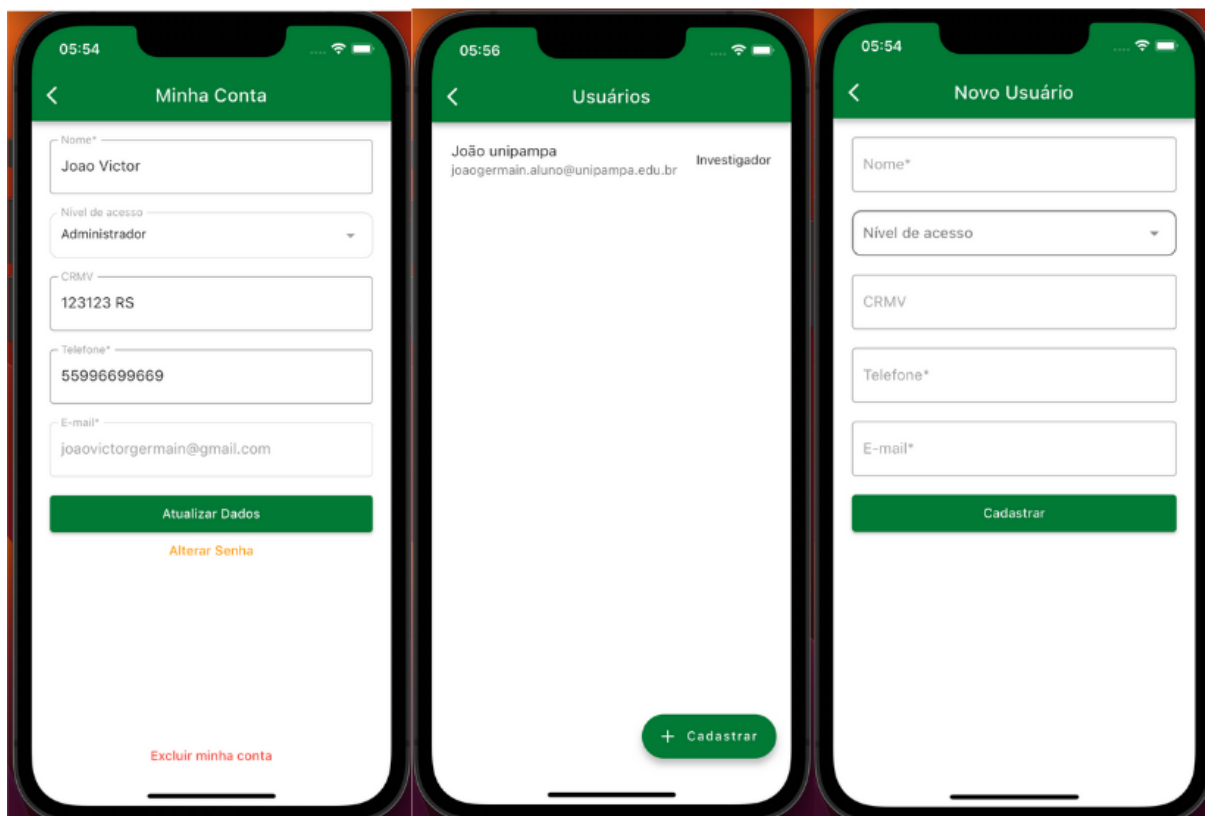 05:54
Minha Conta
Nome*
Joao Victor
Nível de acesso
Administrador
CRMV
123123 RS
Telefone*
55996699669
E-mail*
joaovictorgermain@gmail.com
Atualizar Dados
Alterar Senha
Excluir minha conta
05:56
Usuários
João unipampa
joaogermain.aluno@unipampa.edu.br
Investigador
+ Cadastrar
05:54
Novo Usuário
Nome*
Nível de acesso
CRMV
Telefone*
E-mail*
Cadastrar